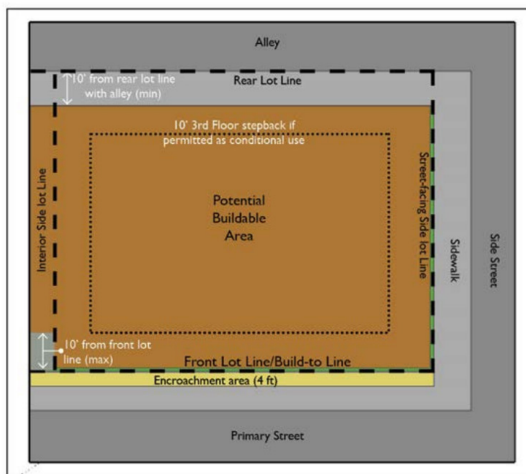 Alley
10' from rear lot line
with alley (min)
Rear Lot Line
10' 3rd Floor stepback if
permitted as conditional use
Interior Side lot Line
Potential
Buildable
Area
Street-facing Side lot Line
Sidewalk
Side Street
10' from front lot
line (max)
Front Lot Line/Build-to Line
Encroachment area (4 ft)
Primary Street